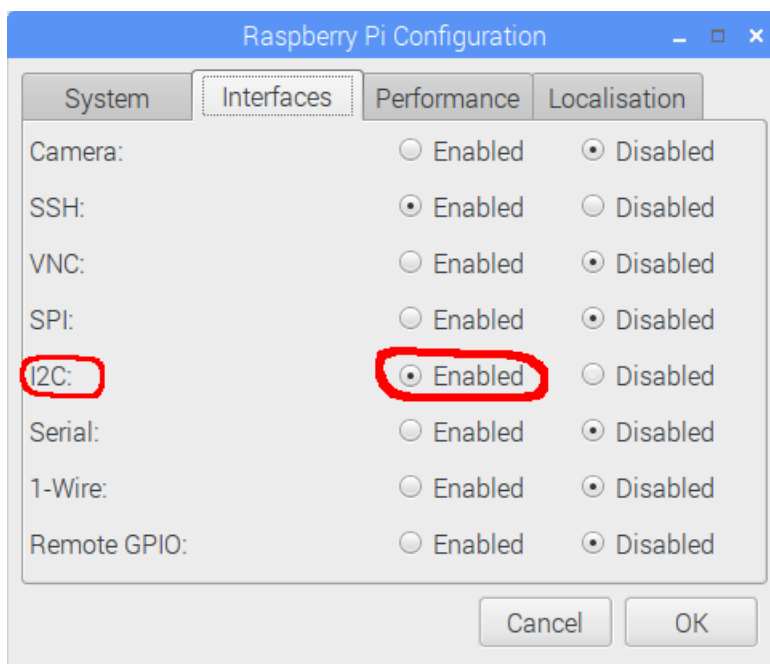 Raspberry Pi Configuration
System Interfaces Performance Localisation
Camera: Enabled Disabled
SSH: Enabled Disabled
VNC: Enabled Disabled
SPI: Enabled Disabled
I2C: Enabled Disabled
Serial: Enabled Disabled
1-Wire: Enabled Disabled
Remote GPIO: Enabled Disabled
Cancel OK